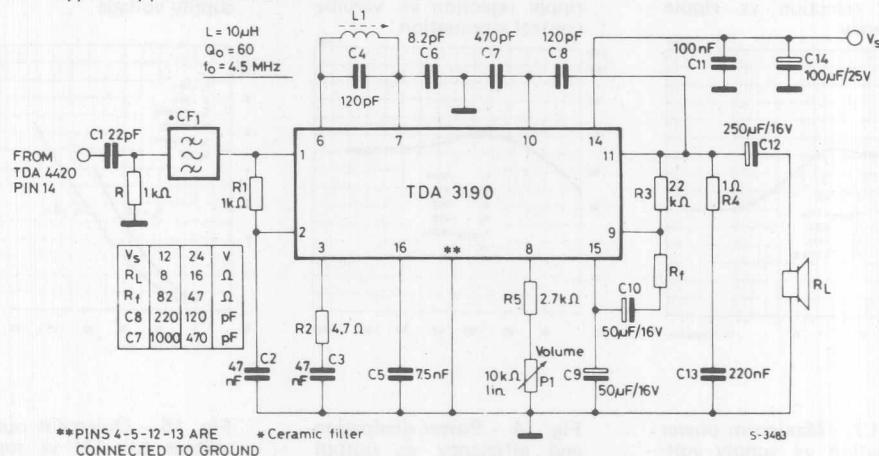 L = 10μH
Qo = 60
fo = 4.5 MHz
L1
C4
120pF
8.2pF
C6
470pF
C7
120pF
C8
100nF
C11
C14
100μF/25V
Vs
*CF1
C1 22pF
FROM
TDA 4420
PIN 14
R
1kΩ
R1
1kΩ
6
7
10
14
1
2
TDA 3190
11
9
3
16
**
8
15
250μF/16V
C12
R3
22
kΩ
1Ω
R4
Rf
RL
C10
50μF/16V
R5
2.7kΩ
R2
4.7Ω
Volume
10kΩ
lin.
P1
C2
47
nF
47
nF
C3
C5
7.5nF
C9
50μF/16V
C13
220nF
Vs 12 24 V
RL 8 16 Ω
Rf 82 47 Ω
C8 220 120 pF
C7 1000 470 pF
**PINS 4-5-12-13 ARE
CONNECTED TO GROUND
*Ceramic filter
S-3483